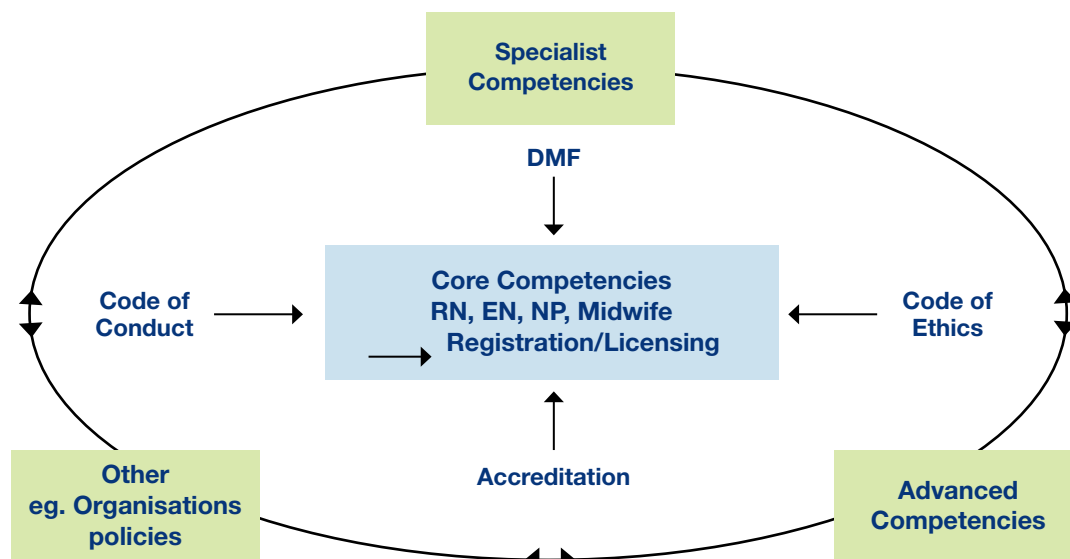 Specialist
Competencies
DMF
Core Competencies
RN, EN, NP, Midwife
Registration/Licensing
Code of
Conduct
Code of
Ethics
Accreditation
Other
eg. Organisations
policies
Advanced
Competencies